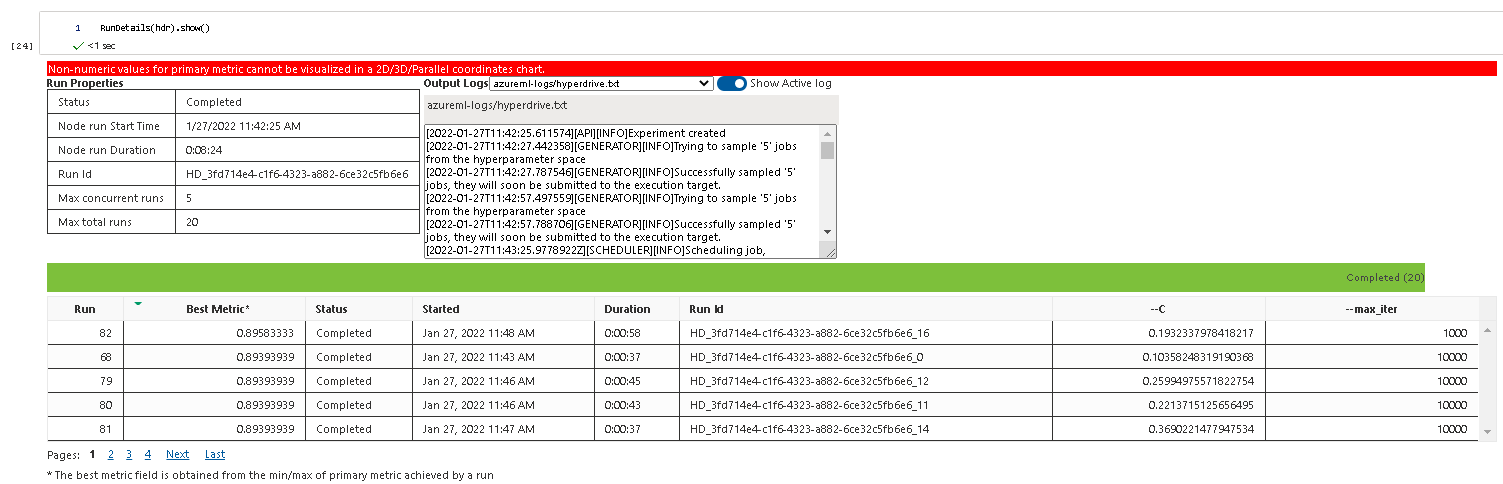 1 RunDetails(hdr).show()
[24]
<1 sec
Non-numeric values for primary metric cannot be visualized in a 2D/3D/Parallel coordinates chart.
Run Properties
Status Completed
Node run Start Time 1/27/2022 11:42:25 AM
Node run Duration 0:08:24
Run Id HD_3fd714e4-c1f6-4323-a882-6ce32c5fb6e6
Max concurrent runs 5
Max total runs 20
Output Logs azureml-logs/hyperdrive.txt Show Active log
azureml-logs/hyperdrive.txt
[2022-01-27T11:42:25.611574][API][INFO]Experiment created
[2022-01-27T11:42:27.442358][GENERATOR][INFO]Trying to sample '5' jobs
from the hyperparameter space
[2022-01-27T11:42:27.787546][GENERATOR][INFO]Successfully sampled '5'
jobs, they will soon be submitted to the execution target.
[2022-01-27T11:42:57.497559][GENERATOR][INFO]Trying to sample '5' jobs
from the hyperparameter space
[2022-01-27T11:42:57.788706][GENERATOR][INFO]Successfully sampled '5'
jobs, they will soon be submitted to the execution target.
[2022-01-27T11:43:25.9778922Z][SCHEDULER][INFO]Scheduling job,
Completed (20)
Run Best Metric* Status Started Duration Run Id --C --max_iter
82 0.89583333 Completed Jan 27, 2022 11:48 AM 0:00:58 HD_3fd714e4-c1f6-4323-a882-6ce32c5fb6e6_16 0.1932337978418217 1000
68 0.89393939 Completed Jan 27, 2022 11:43 AM 0:00:37 HD_3fd714e4-c1f6-4323-a882-6ce32c5fb6e6_0 0.10358248319190368 10000
79 0.89393939 Completed Jan 27, 2022 11:46 AM 0:00:45 HD_3fd714e4-c1f6-4323-a882-6ce32c5fb6e6_12 0.25994975571822754 10000
80 0.89393939 Completed Jan 27, 2022 11:46 AM 0:00:43 HD_3fd714e4-c1f6-4323-a882-6ce32c5fb6e6_11 0.2213715125656495 10000
81 0.89393939 Completed Jan 27, 2022 11:47 AM 0:00:37 HD_3fd714e4-c1f6-4323-a882-6ce32c5fb6e6_14 0.3690221477947534 10000
Pages: 1 2 3 4 Next Last
* The best metric field is obtained from the min/max of primary metric achieved by a run